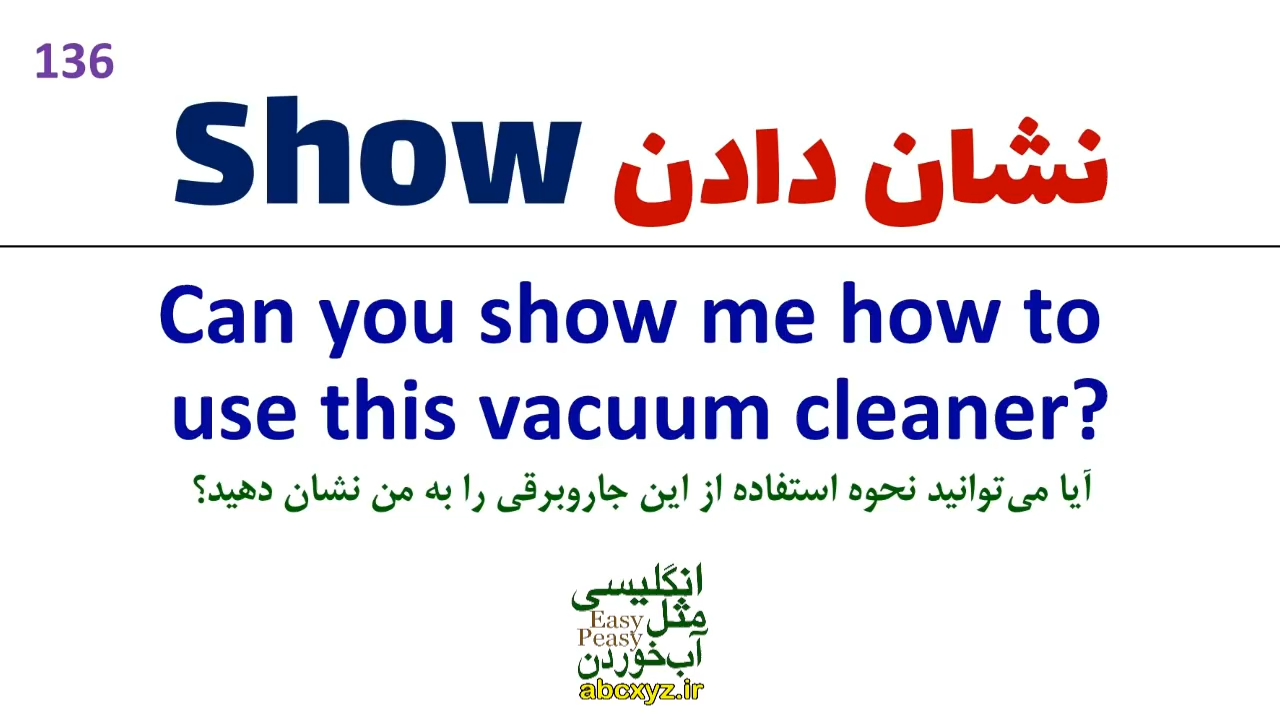 136
Show نشان دادن
Can you show me how to
use this vacuum cleaner?
آیا می‌توانید نحوه استفاده از این جاروبرقی را به من نشان دهید؟
انگلیسی
مثل
Easy
Peasy
آب‌خوردن
abcxyz.ir